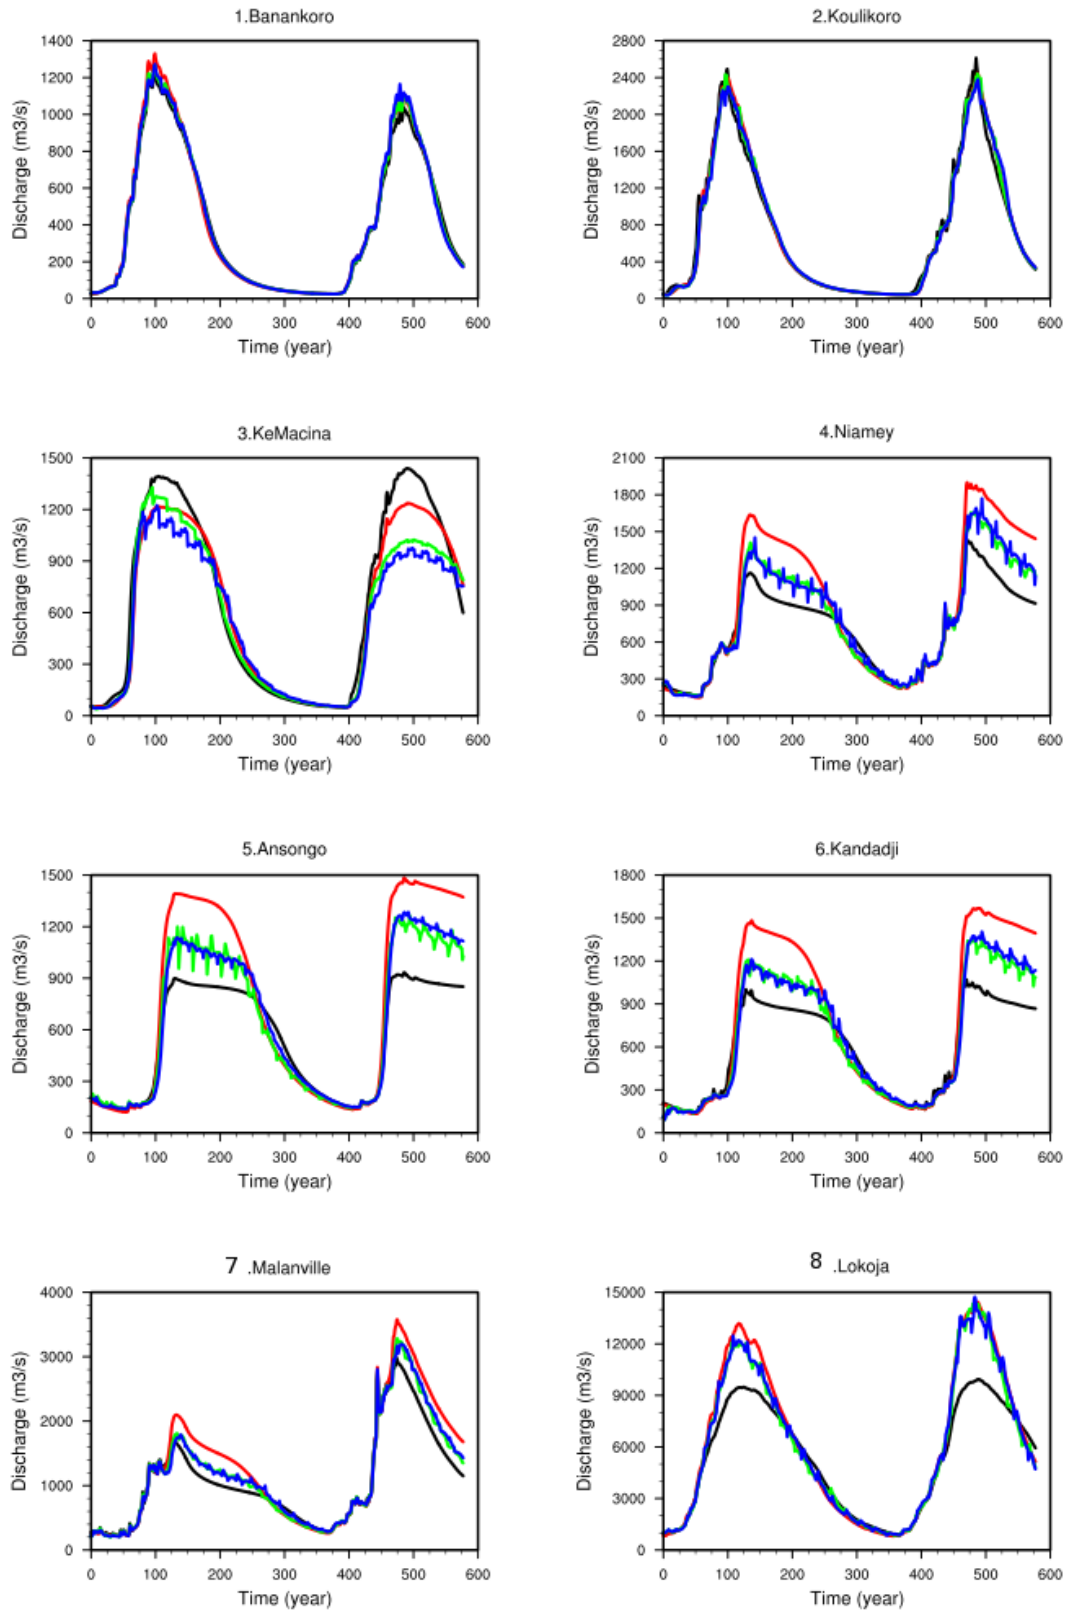 1.Banankoro
1400
1200
1000
800
600
400
200
0
Discharge (m3/s)
0 100 200 300 400 500 600
Time (year)
2.Koulikoro
2800
2400
2000
1600
1200
800
400
0
Discharge (m3/s)
0 100 200 300 400 500 600
Time (year)
3.KeMacina
1500
1200
900
600
300
0
Discharge (m3/s)
0 100 200 300 400 500 600
Time (year)
4.Niamey
2100
1800
1500
1200
900
600
300
0
Discharge (m3/s)
0 100 200 300 400 500 600
Time (year)
5.Ansongo
1500
1200
900
600
300
0
Discharge (m3/s)
0 100 200 300 400 500 600
Time (year)
6.Kandadji
1800
1500
1200
900
600
300
0
Discharge (m3/s)
0 100 200 300 400 500 600
Time (year)
7 .Malanville
4000
3000
2000
1000
0
Discharge (m3/s)
0 100 200 300 400 500 600
Time (year)
8 .Lokoja
15000
12000
9000
6000
3000
0
Discharge (m3/s)
0 100 200 300 400 500 600
Time (year)